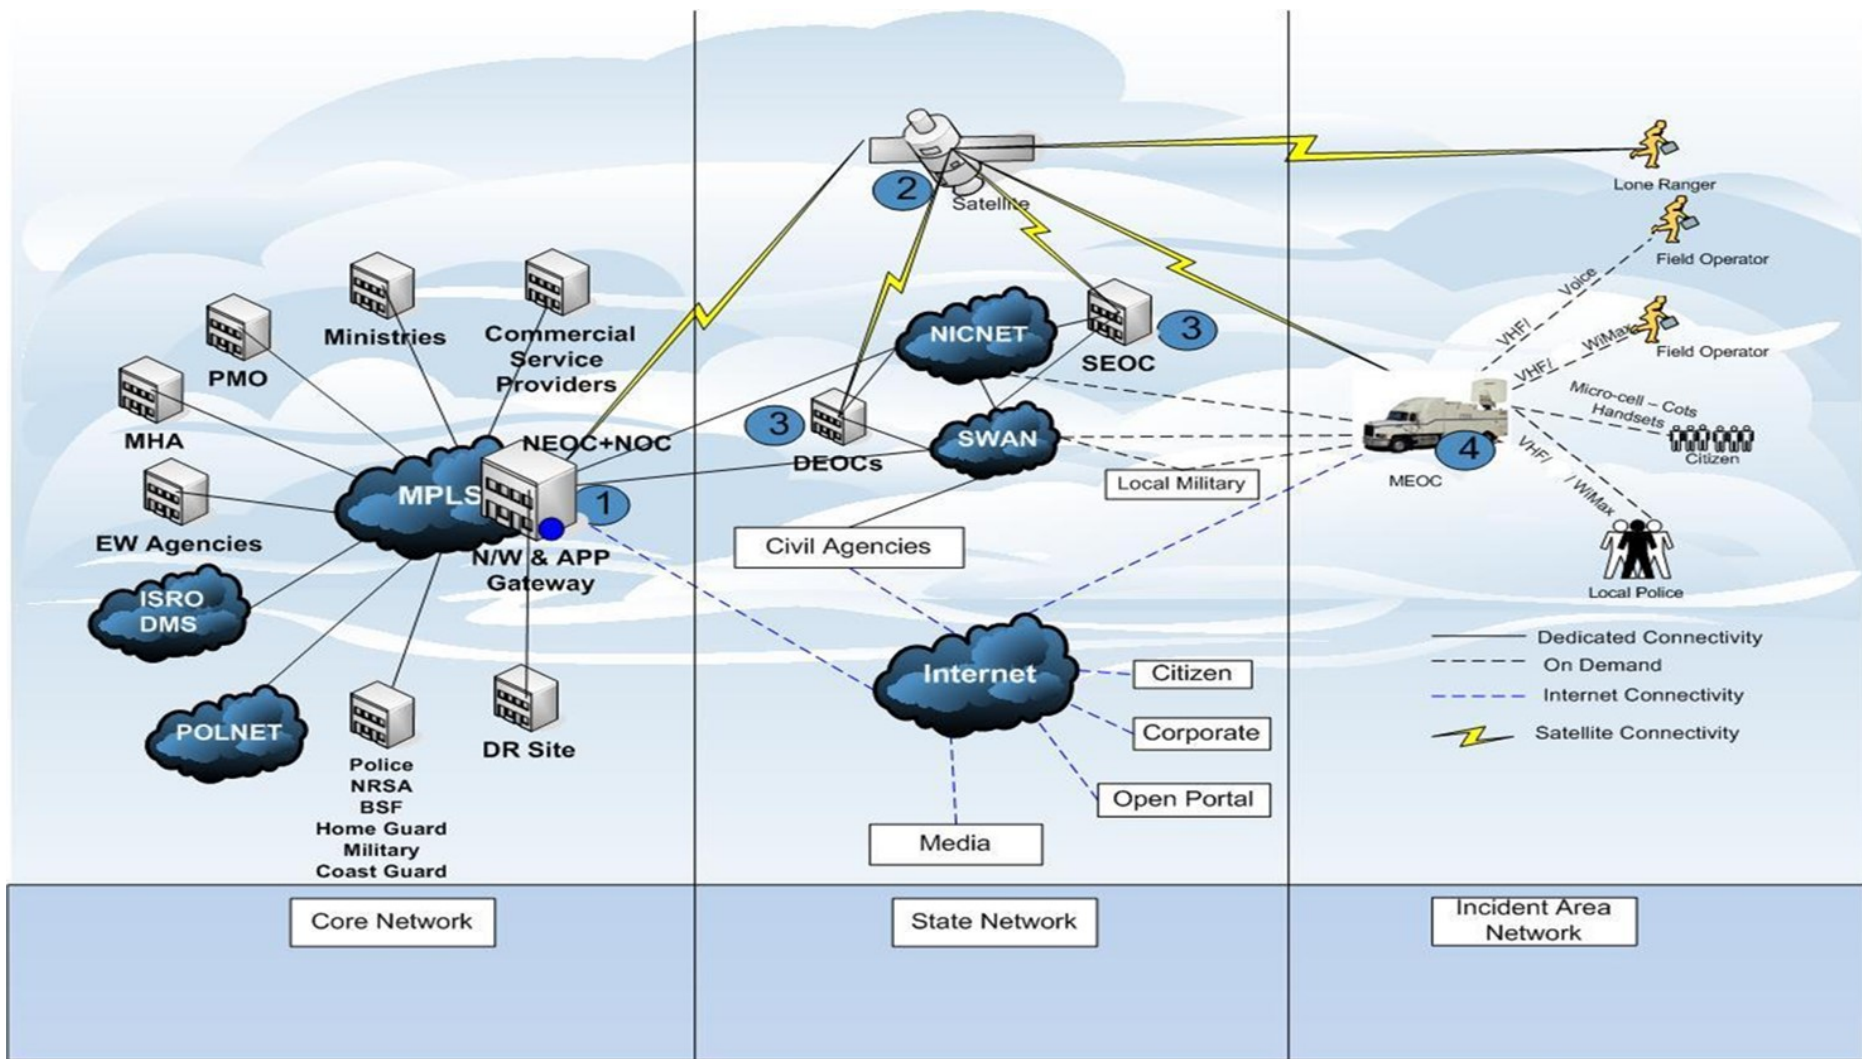 2
Satellite
Lone Ranger
Field Operator
Voice
VHF/
WiMax
VHF/
Field Operator
Ministries
Commercial
Service
Providers
PMO
NICNET
3
SEOC
MHA
NEOC+NOC
3
DEOCs
SWAN
Micro-cell – Cots
Handsets
Citizen
4
MEOC
VHF/
/ WiMax
MPLS
1
Local Military
EW Agencies
N/W & APP
Gateway
Civil Agencies
Local Police
ISRO
DMS
Internet
Citizen
Corporate
Open Portal
Media
POLNET
DR Site
Police
NRSA
BSF
Home Guard
Military
Coast Guard
Dedicated Connectivity
On Demand
Internet Connectivity
Satellite Connectivity
Core Network
State Network
Incident Area
Network